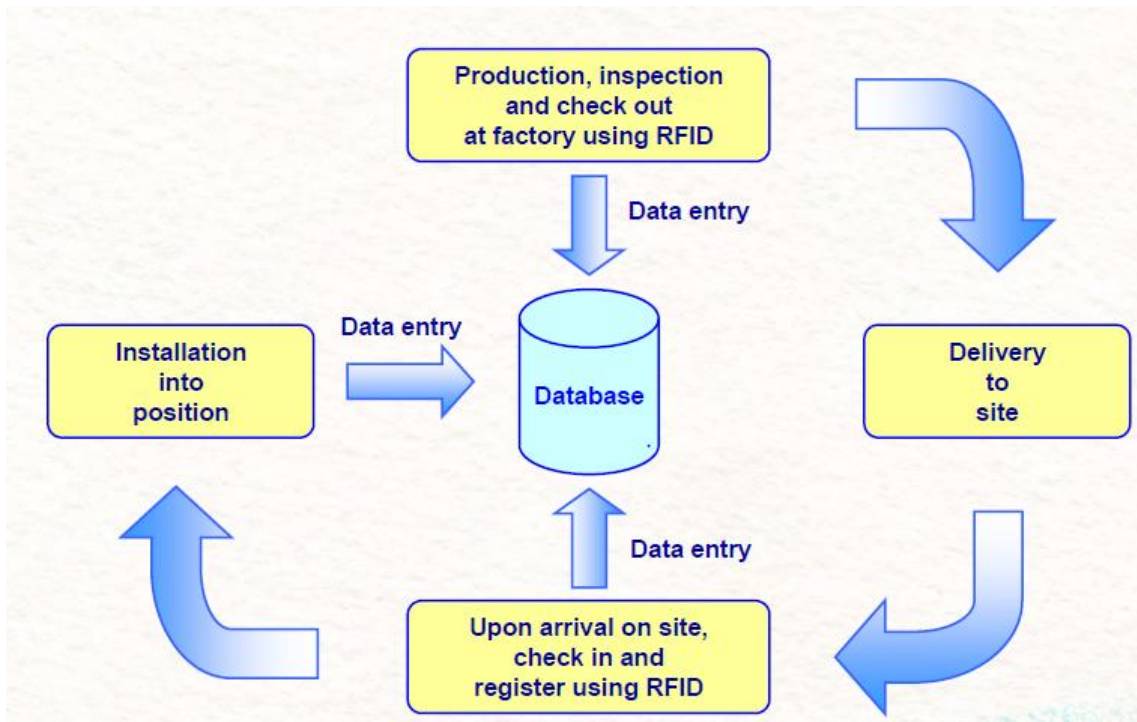 Production, inspection
and check out
at factory using RFID
Data entry
Data entry
Installation
into
position
Database
Delivery
to
site
Data entry
Upon arrival on site,
check in and
register using RFID